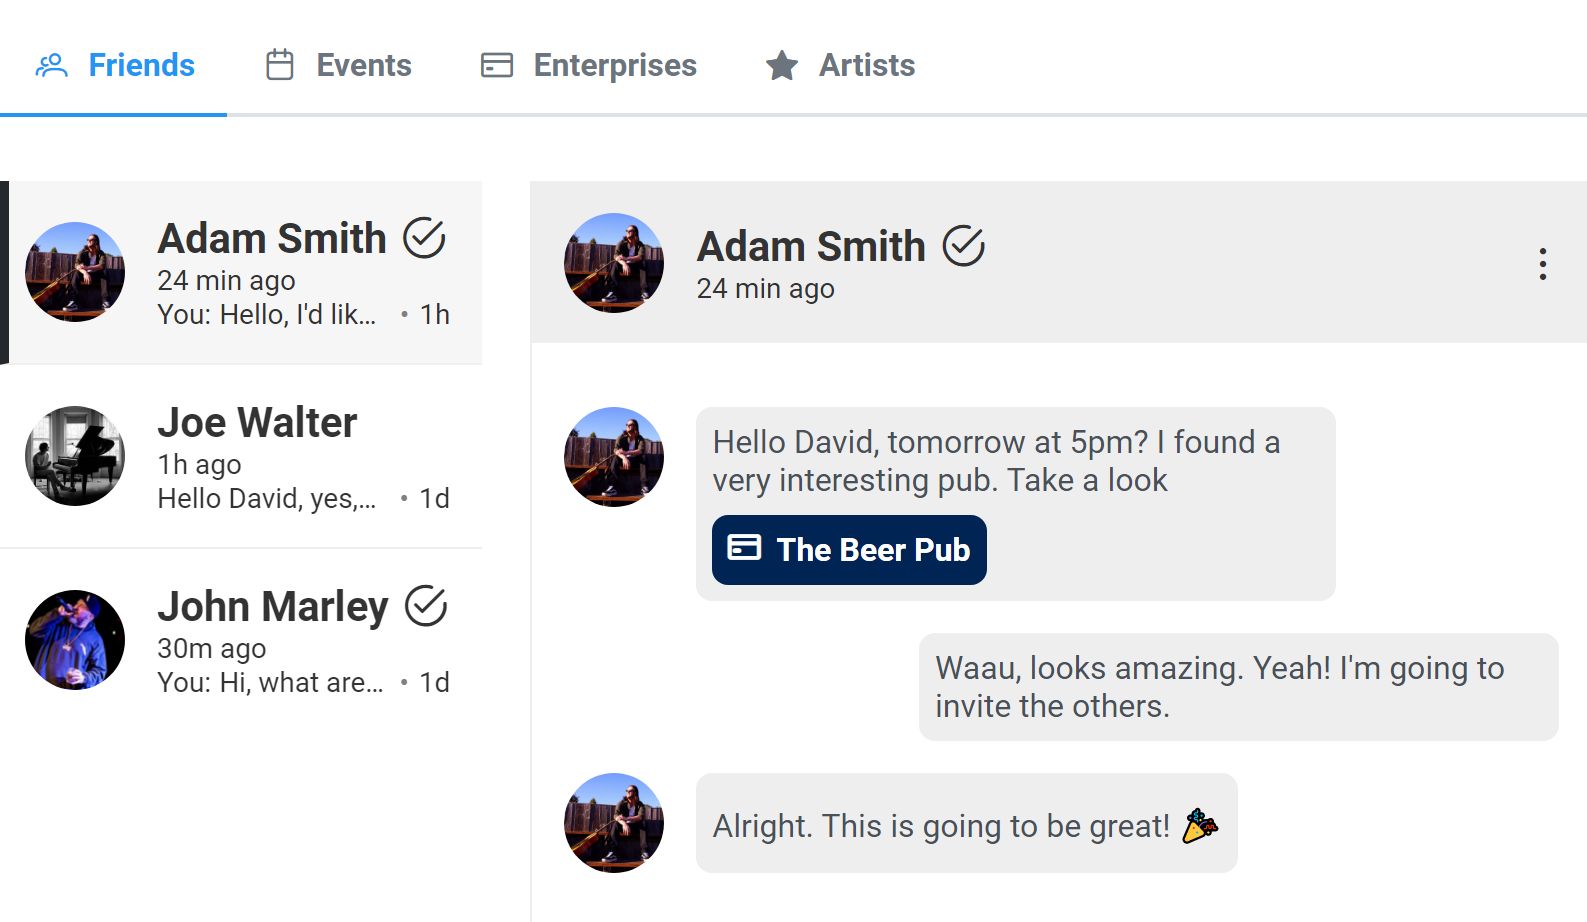 Friends Events Enterprises Artists
Adam Smith
24 min ago
You: Hello, I'd lik... • 1h
Joe Walter
1h ago
Hello David, yes,... • 1d
John Marley
30m ago
You: Hi, what are... • 1d
Adam Smith
24 min ago
Hello David, tomorrow at 5pm? I found a
very interesting pub. Take a look
The Beer Pub
Waau, looks amazing. Yeah! I'm going to
invite the others.
Alright. This is going to be great! 🎉